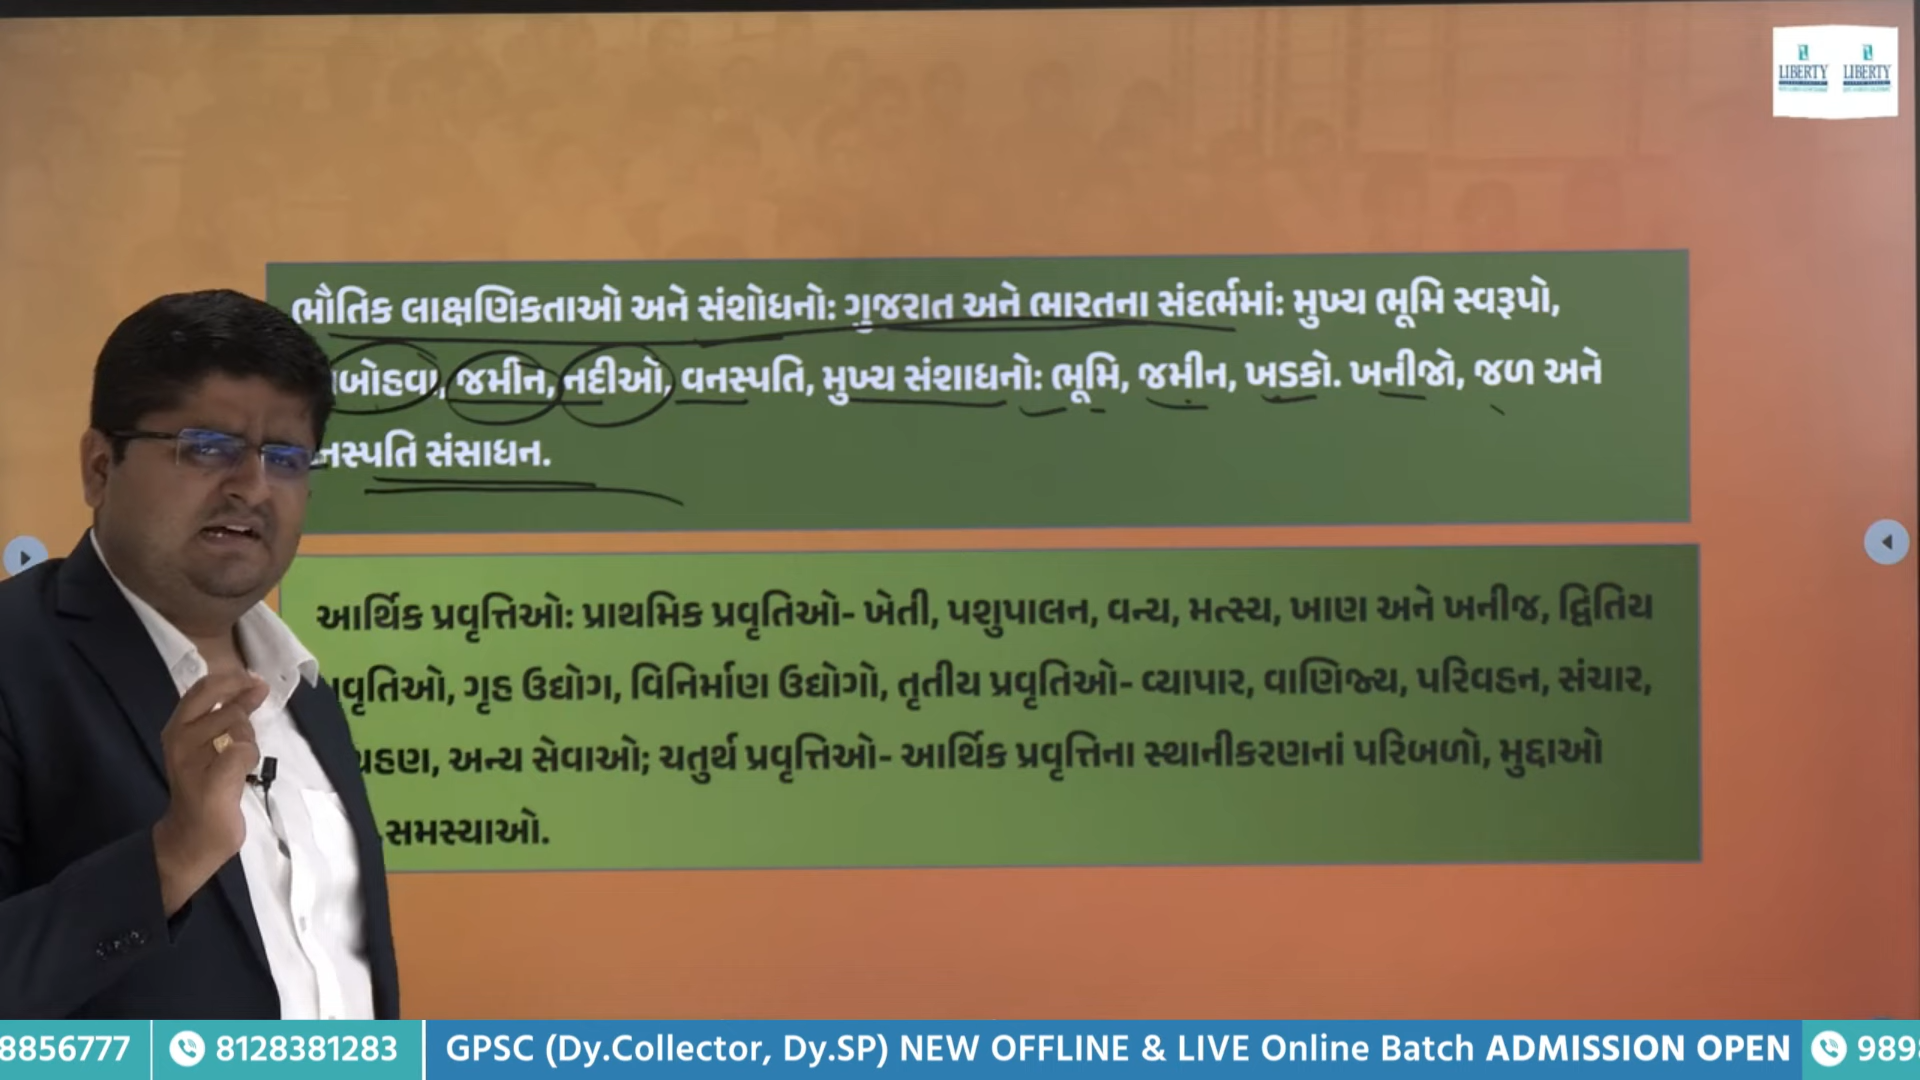 LIBERTY LIBERTY
ભૌતિક લાક્ષણિકતાઓ અને સંશોધનો: ગુજરાત અને ભારતના સંદર્ભમાં: મુખ્ય ભૂમિ સ્વરૂપો,
જમીન, નદીઓ, વનસ્પતિ, મુખ્ય સંશાધનો: ભૂમિ, જમીન, ખડકો. ખનીજો, જળ અને
સંસાધન.
આર્થિક પ્રવૃત્તિઓ: પ્રાથમિક પ્રવૃતિઓ- ખેતી, પશુપાલન, વન્ય, મત્સ્ય, ખાણ અને ખનીજ, દ્વિતિય
ગૃહ ઉદ્યોગ, વિનિર્માણ ઉદ્યોગો, તૃતીય પ્રવૃતિઓ- વ્યાપાર, વાણિજ્ય, પરિવહન, સંચાર,
અન્ય સેવાઓ; ચતુર્થ પ્રવૃત્તિઓ- આર્થિક પ્રવૃત્તિના સ્થાનીકરણનાં પરિબળો, મુદ્દાઓ
સમસ્યાઓ.
8856777 8128381283 GPSC (Dy.Collector, Dy.SP) NEW OFFLINE & LIVE Online Batch ADMISSION OPEN 989